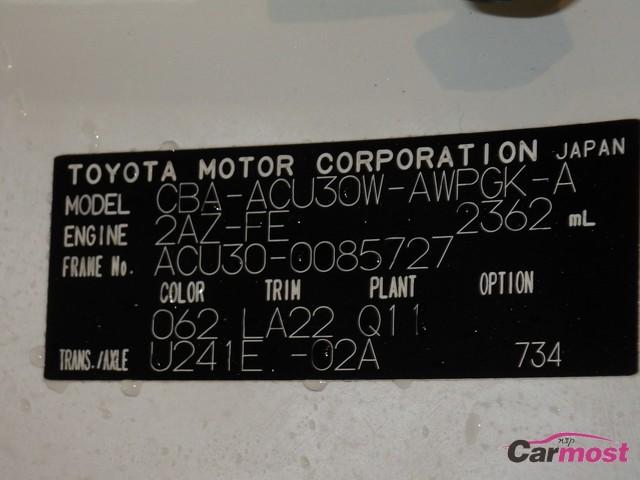 TOYOTA MOTOR CORPORATION JAPAN
MODEL CBA-ACU30W-AWPGK-A
ENGINE 2AZ-FE 2362 mL
FRAME No. ACU30-0085727
COLOR TRIM PLANT OPTION
062 LA22 Q11
TRANS./AXLE U241E -02A 734
nsp
Carmost